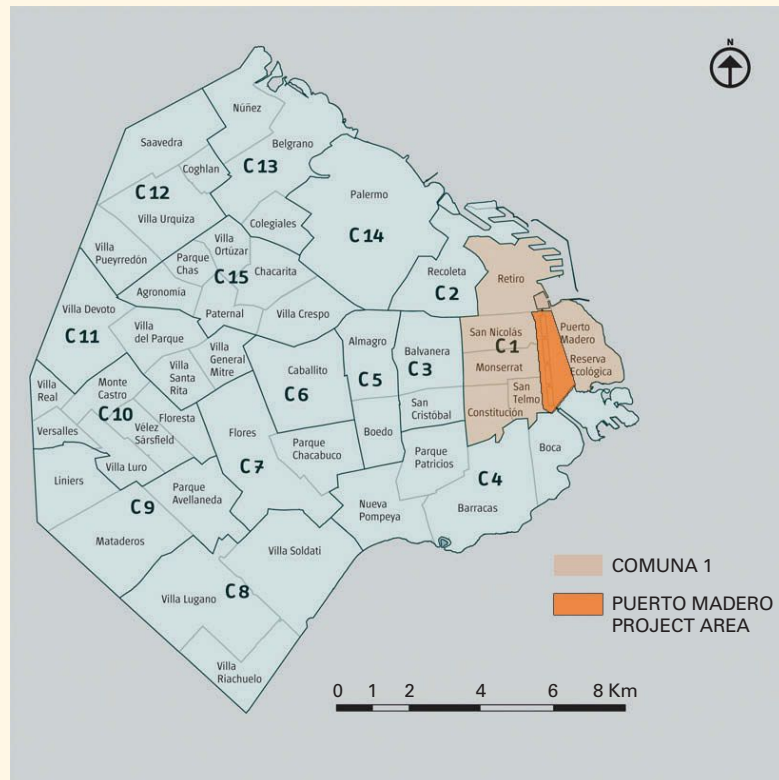 N
Núñez
Saavedra
Belgrano
Coghlan
C 13
C 12
Palermo
Villa Urquiza
Colegiales
C 14
Villa
Ortúzar
Villa
Pueyrredón
Parque
Chas
C 15
Chacarita
Recoleta
C 2
Retiro
Agronomía
Villa Devoto
Paternal
Villa Crespo
C 11
Villa
del Parque
Almagro
San Nicolás
C 1
Puerto
Madero
Villa
General
Mitre
Balvanera
Monserrat
Reserva
Ecológica
Villa
Santa
Rita
Caballito
C 6
C 5
C 3
Villa
Real
Monte
Castro
C 10
San
Telmo
San
Cristóbal
Constitución
Versalles
Vélez
Sársfield
Floresta
Flores
Boedo
Parque
Chacabuco
Boca
Villa Luro
C 7
Parque
Patricios
Liniers
C 4
Parque
Avellaneda
C 9
Nueva
Pompeya
Barracas
Mataderos
Villa Soldati
C 8
Villa Lugano
Villa
Riachuelo
COMUNA 1
PUERTO MADERO
PROJECT AREA
0 1 2 4 6 8 Km